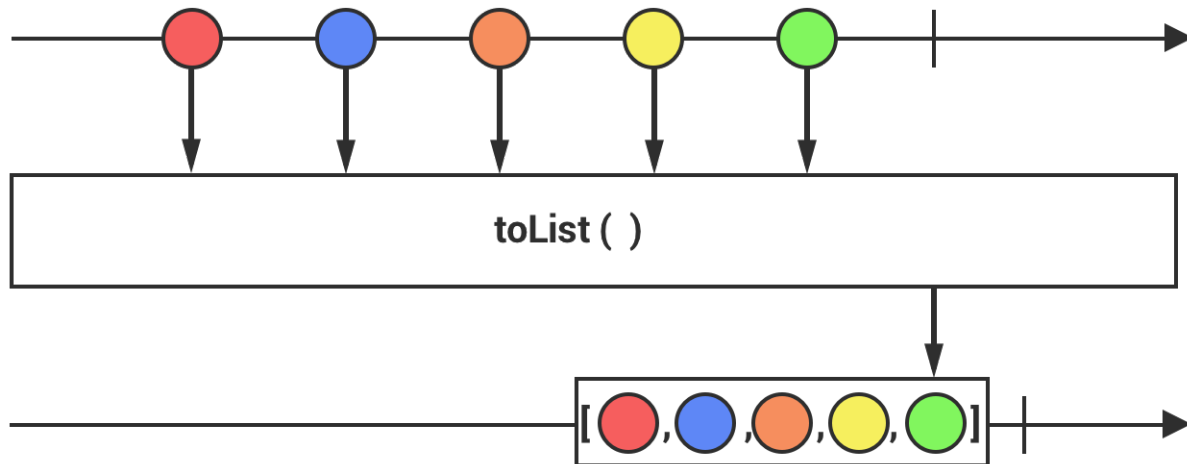 toList ( )
[ , , , , ]